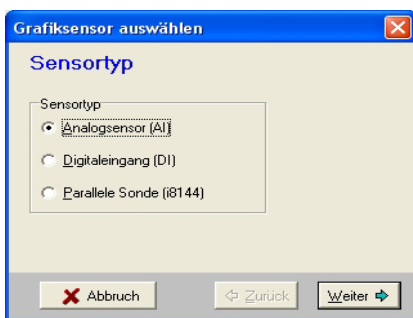 Grafiksensor auswählen
Sensortyp
Sensortyp
Analogsensor (AI)
Digitaleingang (DI)
Parallele Sonde (i8144)
Abbruch Zurück Weiter